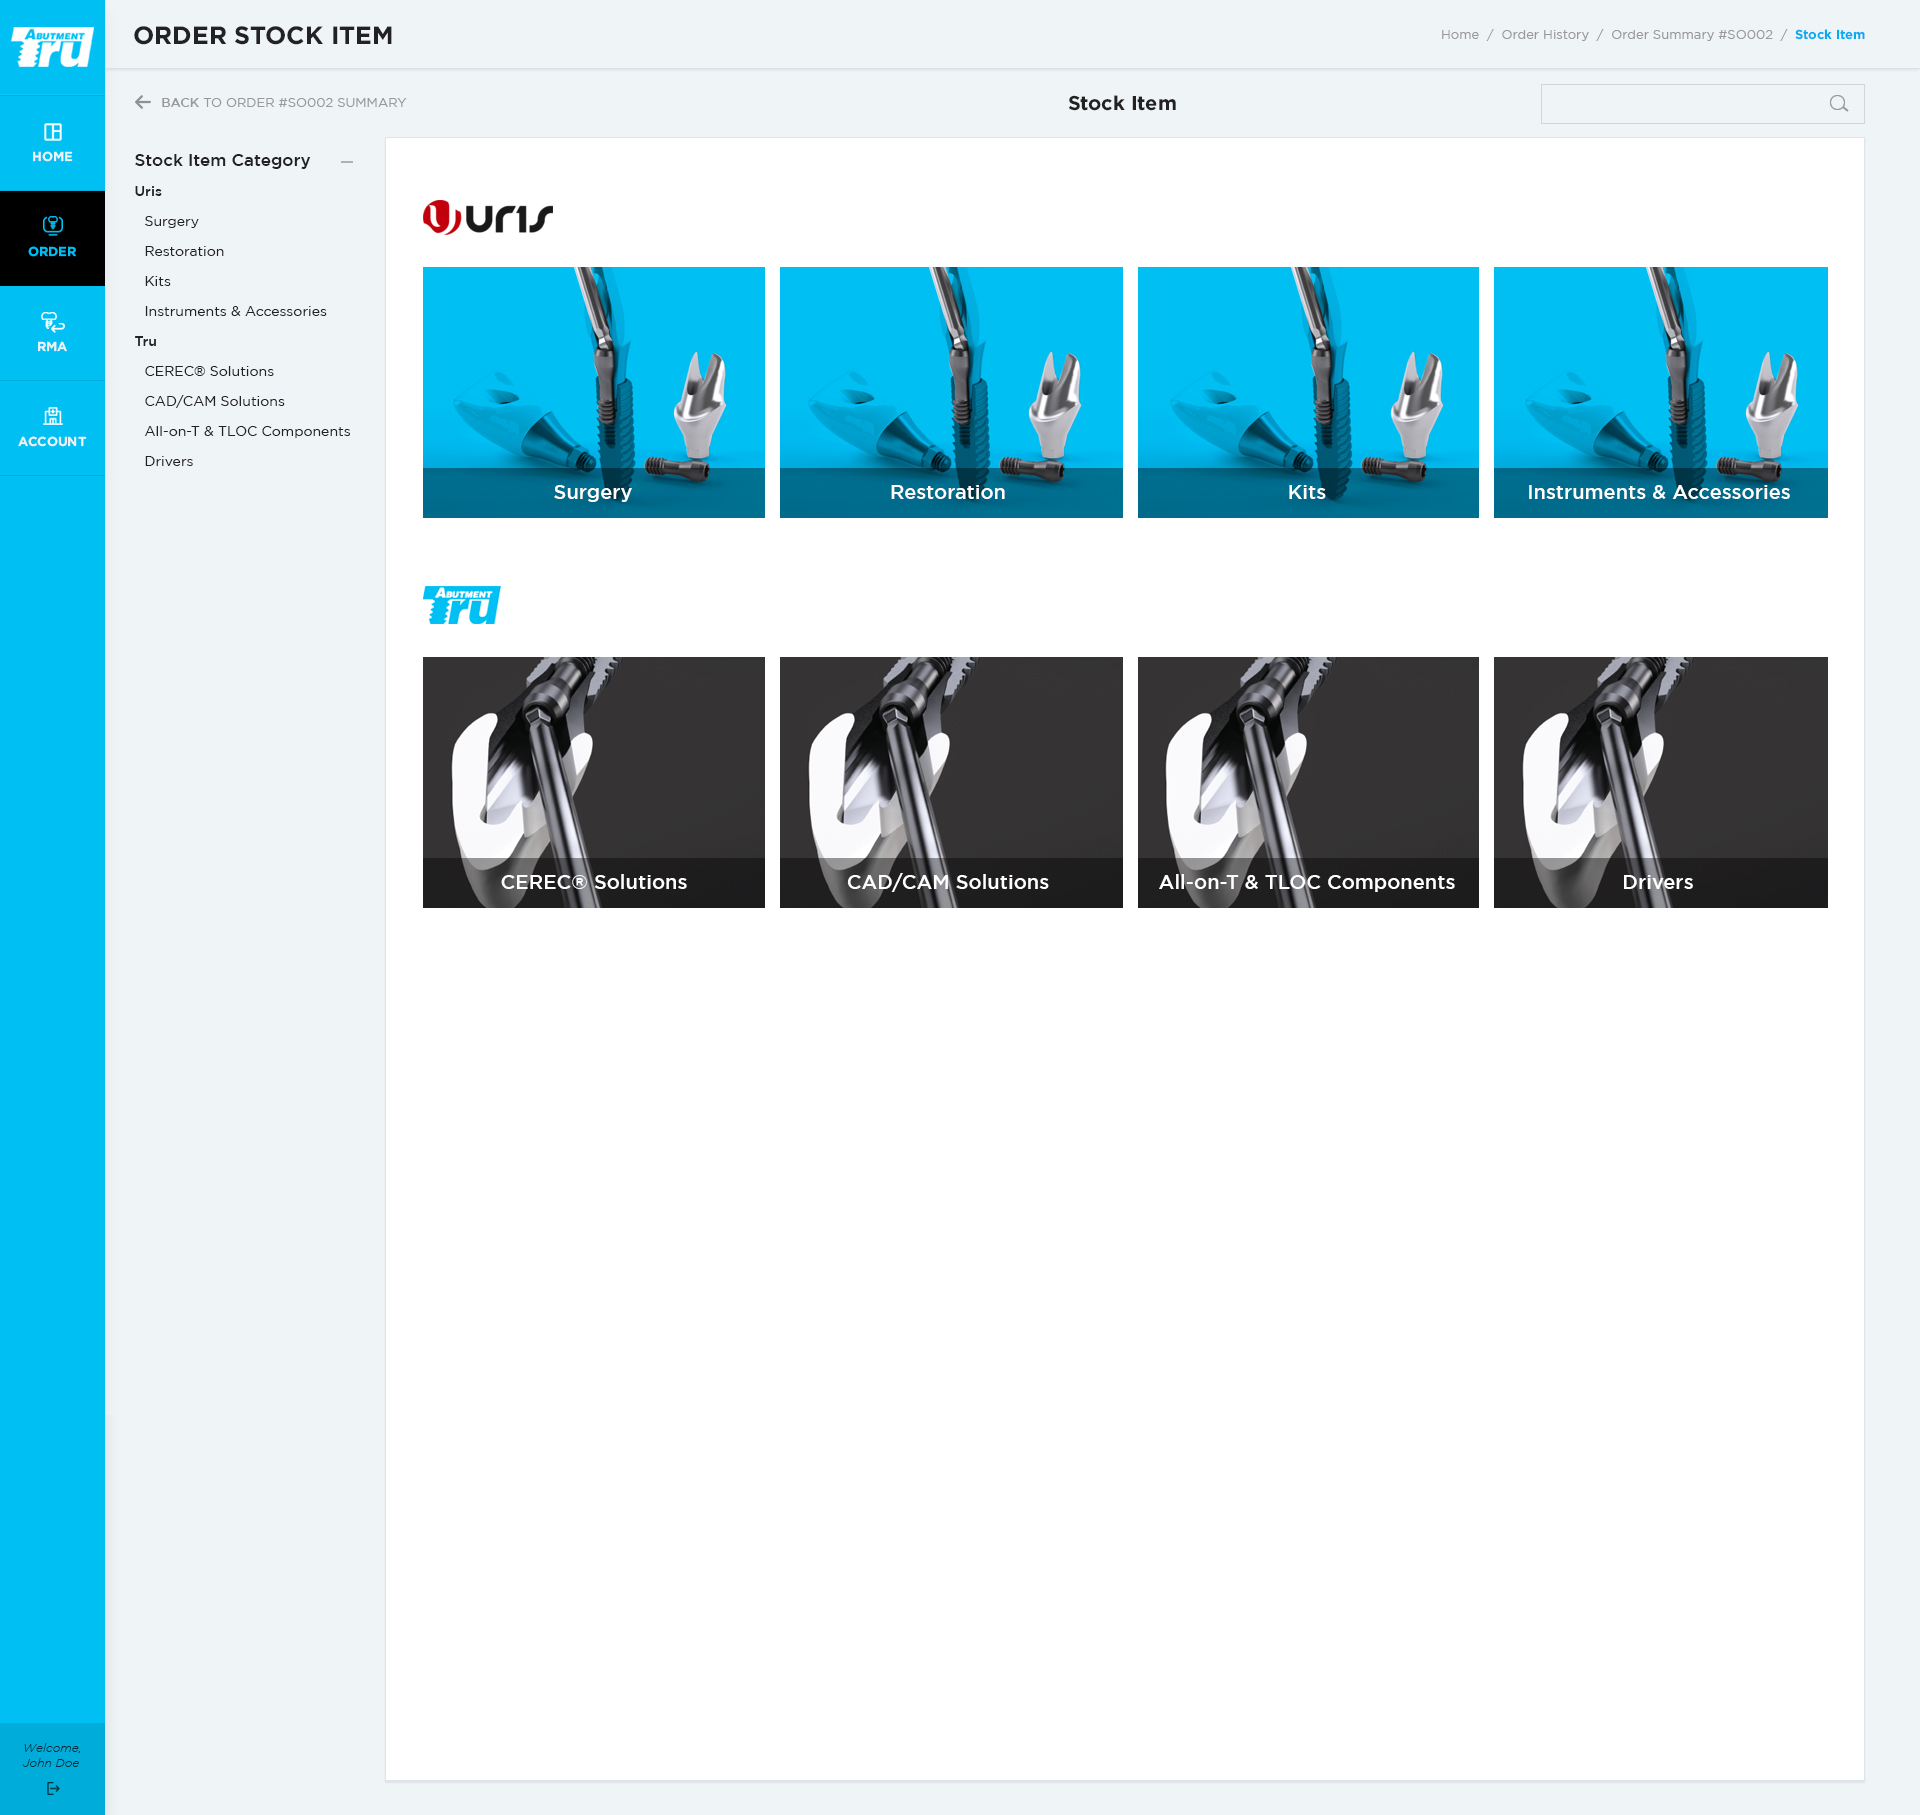 ABUTMENT
Tru
ORDER STOCK ITEM
Home / Order History / Order Summary #SO002 / Stock Item
BACK TO ORDER #SO002 SUMMARY
Stock Item
HOME
ORDER
RMA
ACCOUNT
Stock Item Category
Uris
Surgery
Restoration
Kits
Instruments & Accessories
Tru
CEREC® Solutions
CAD/CAM Solutions
All-on-T & TLOC Components
Drivers
uris
Surgery
Restoration
Kits
Instruments & Accessories
ABUTMENT
Tru
CEREC® Solutions
CAD/CAM Solutions
All-on-T & TLOC Components
Drivers
Welcome,
John Doe